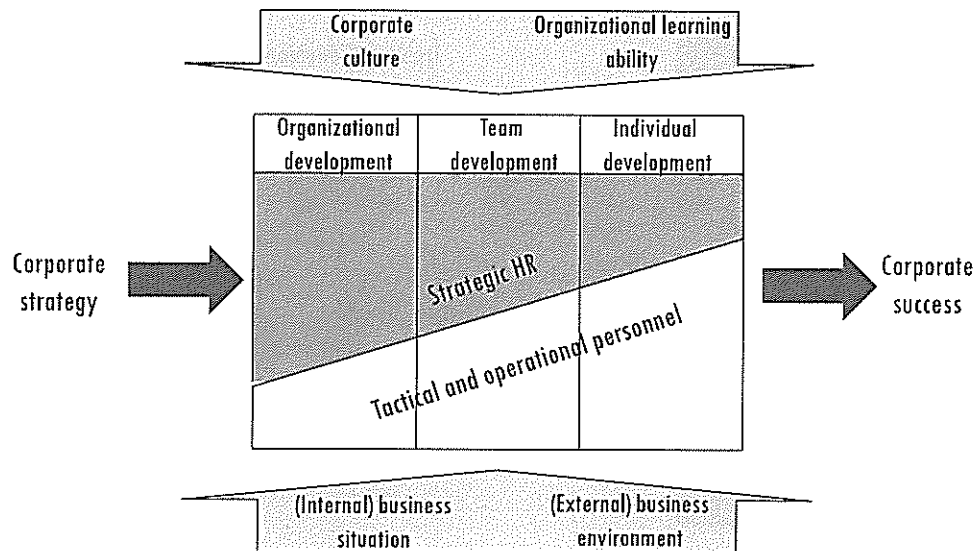 Corporate
culture
Organizational learning
ability
Organizational
development
Team
development
Individual
development
Corporate
strategy
Strategic HR
Tactical and operational personnel
Corporate
success
(Internal) business
situation
(External) business
environment